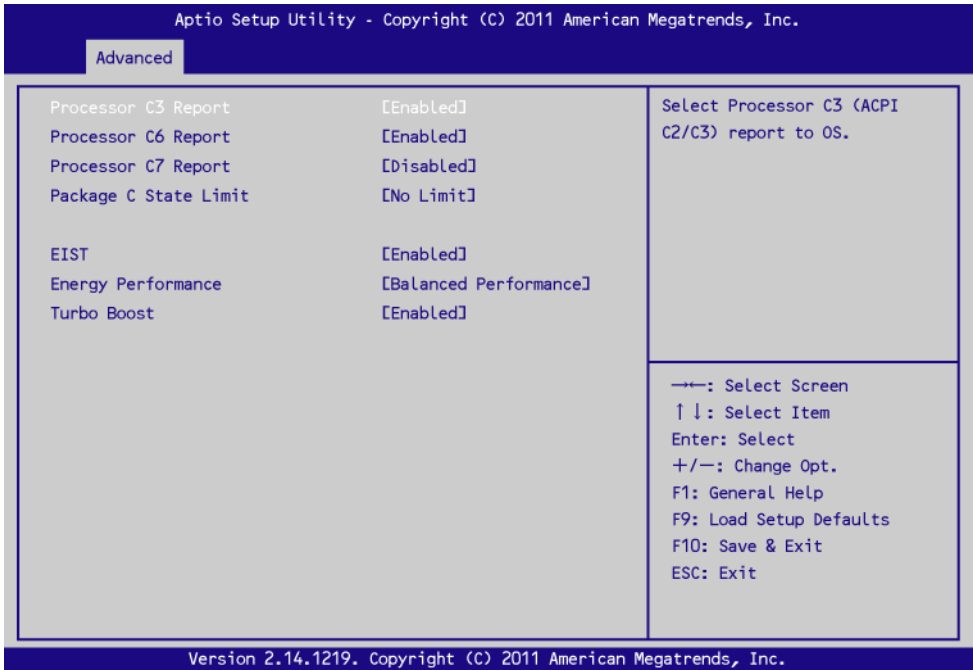 Aptio Setup Utility - Copyright (C) 2011 American Megatrends, Inc.
Advanced
Processor C3 Report [Enabled]
Processor C6 Report [Enabled]
Processor C7 Report [Disabled]
Package C State Limit [No Limit]
EIST [Enabled]
Energy Performance [Balanced Performance]
Turbo Boost [Enabled]
Select Processor C3 (ACPI
C2/C3) report to OS.
→←: Select Screen
↑↓: Select Item
Enter: Select
+/−: Change Opt.
F1: General Help
F9: Load Setup Defaults
F10: Save & Exit
ESC: Exit
Version 2.14.1219. Copyright (C) 2011 American Megatrends, Inc.